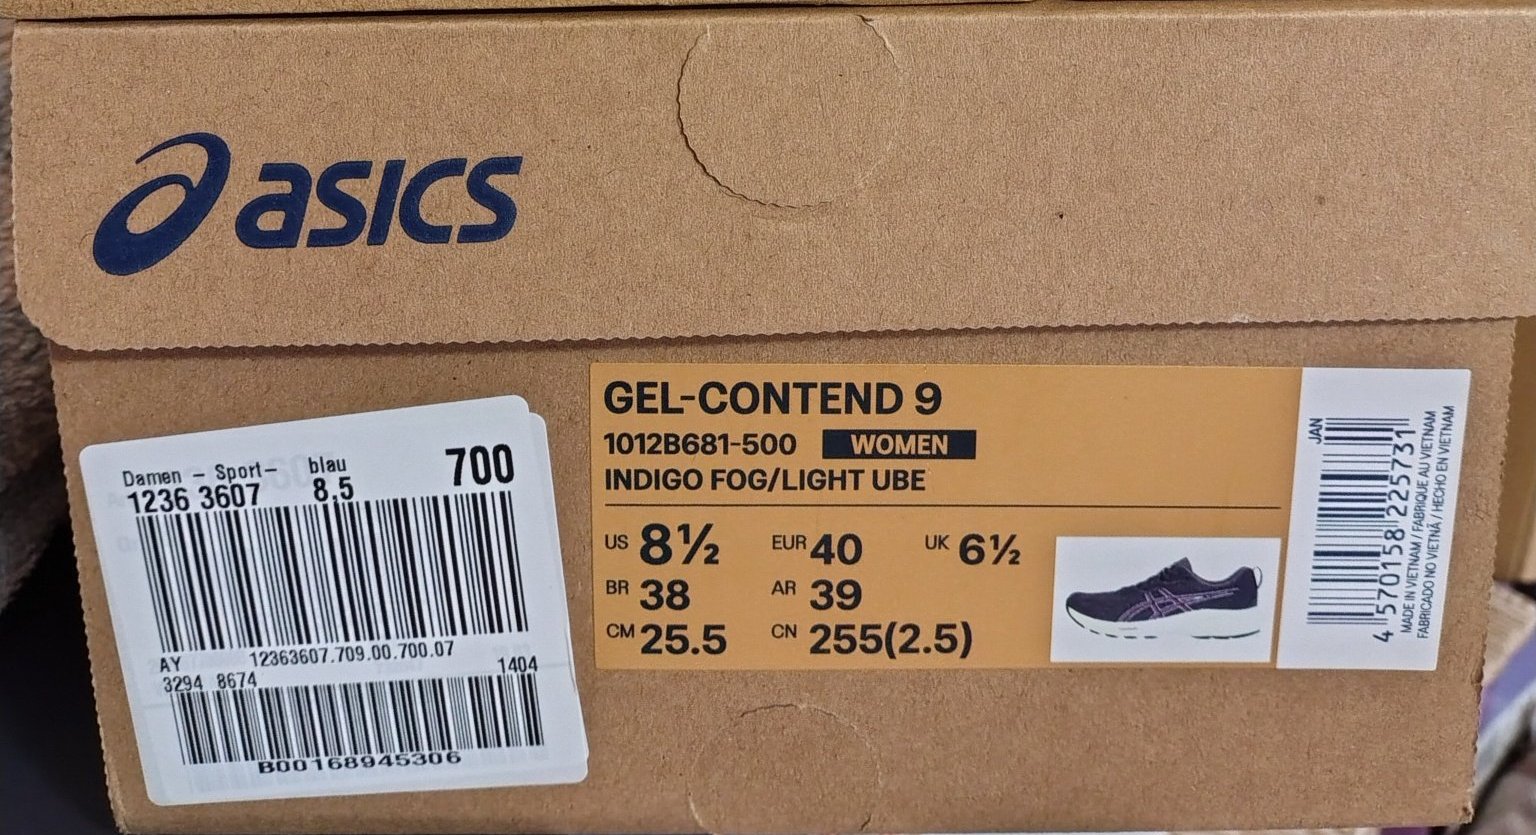 asics
Damen - Sport- blau 700
1236 3607 8,5
AY 12363607.709.00.700.07
3294 8674 1404
B00168945306
GEL-CONTEND 9
1012B681-500 WOMEN
INDIGO FOG/LIGHT UBE
US 8½ EUR 40 UK 6½
BR 38 AR 39
CM 25.5 CN 255(2.5)
JAN
4 570158 225731
MADE IN VIETNAM / FABRIQUÉ AU VIETNAM
FABRICADO NO VIETNÃ / HECHO EN VIETNAM